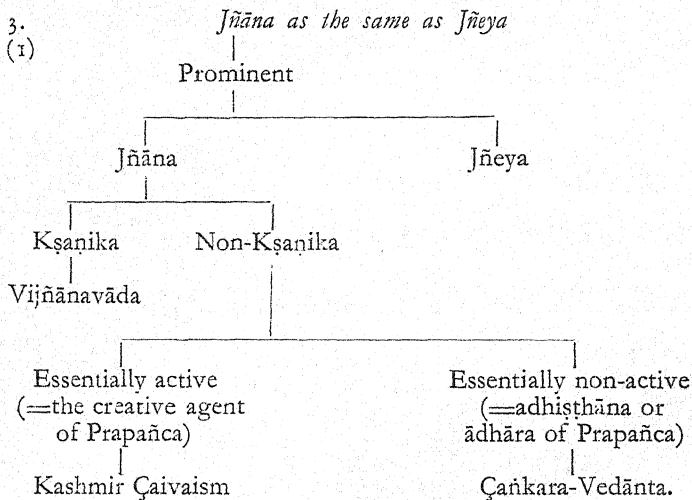 3. Jñāna as the same as Jñeya
(1)
Prominent
Jñāna Jñeya
Kṣaṇika Non-Kṣaṇika
Vijñānavāda
Essentially active Essentially non-active
(=the creative agent (=adhiṣṭhāna or
of Prapañca) ādhāra of Prapañca)
Kashmir Çaivaism Çaṅkara-Vedānta.